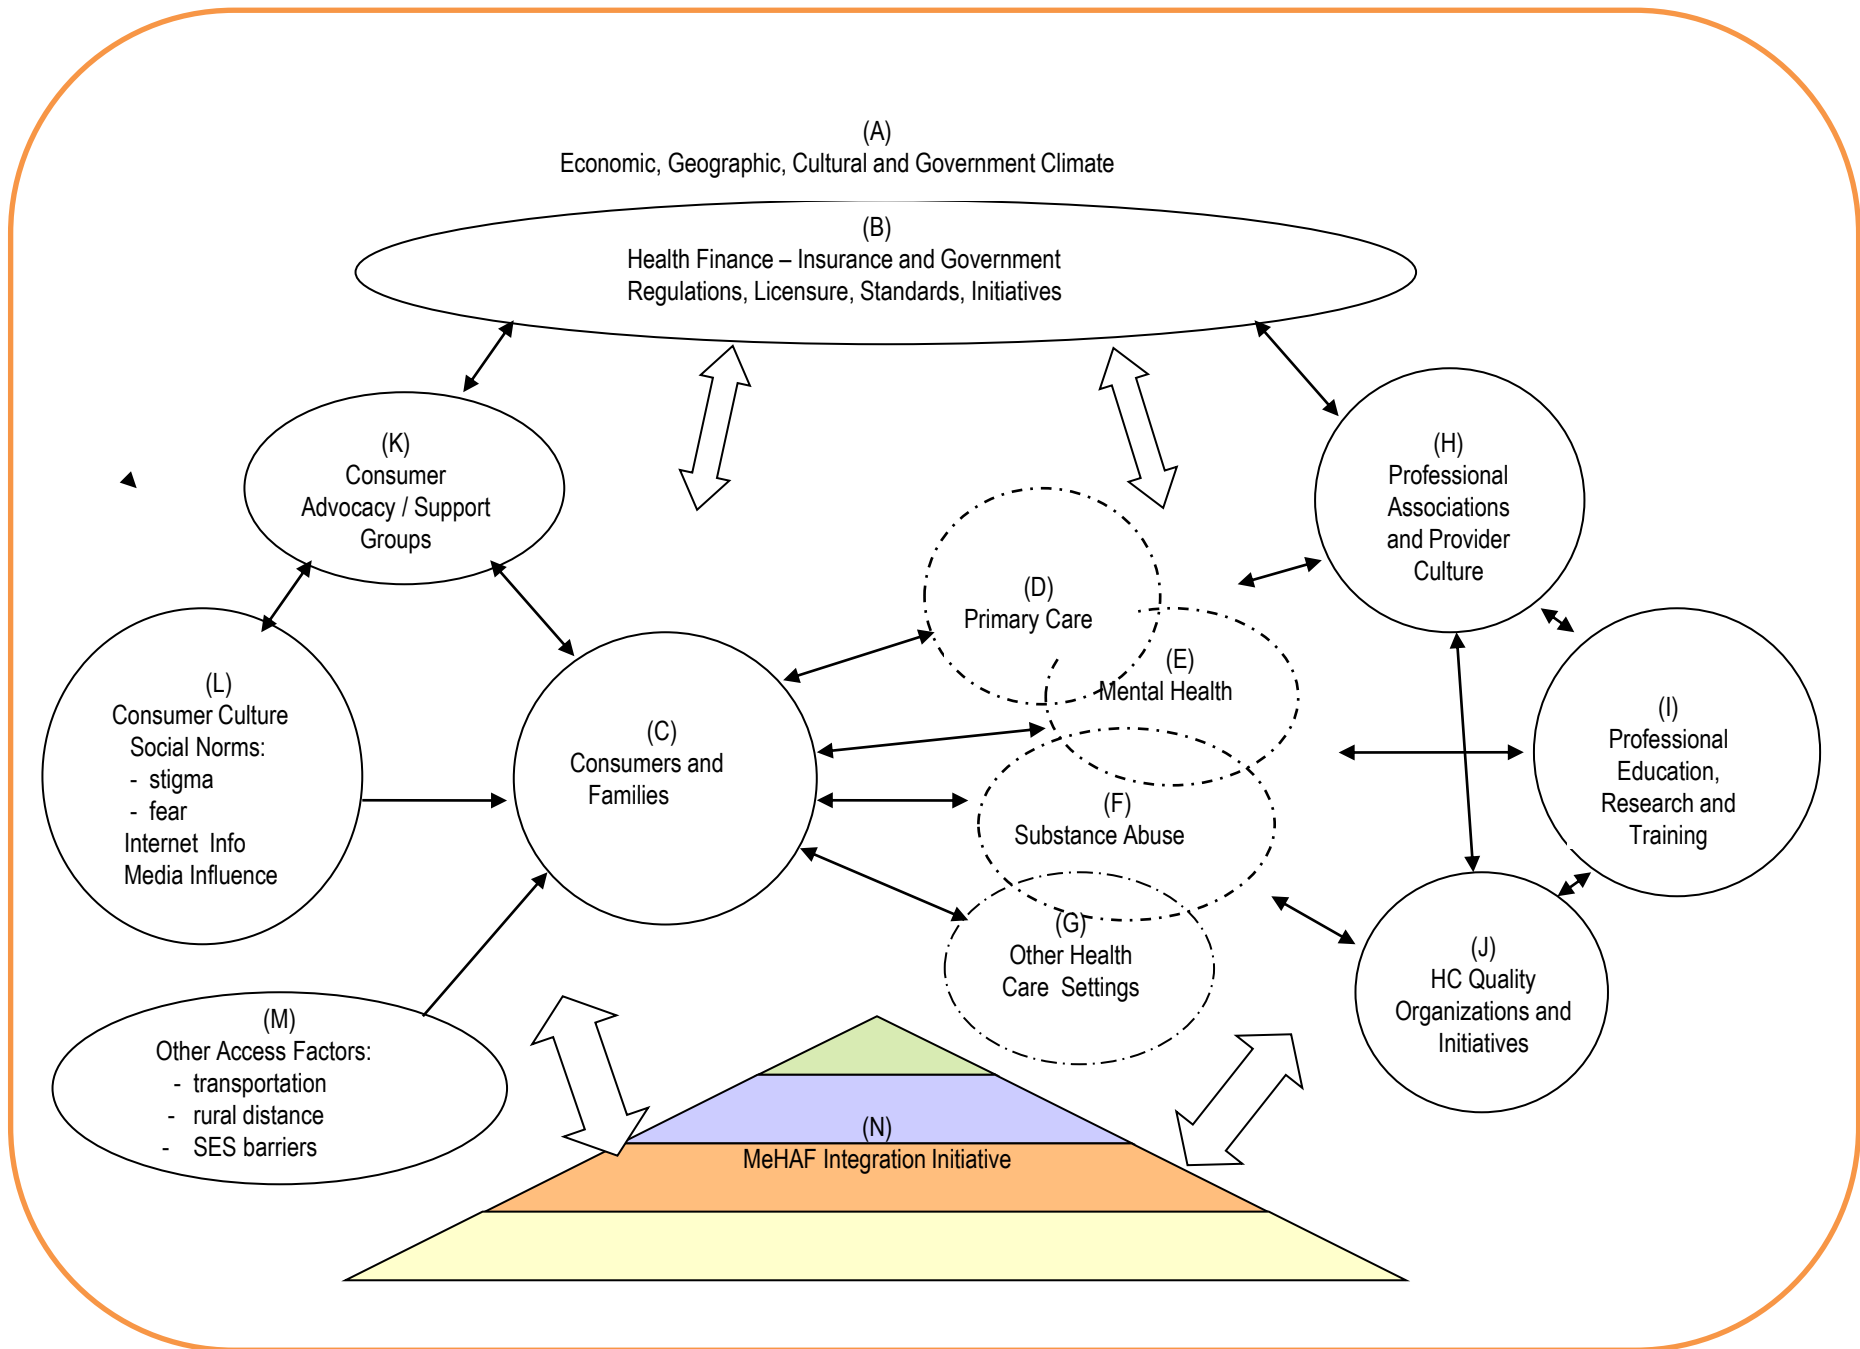 (A)
Economic, Geographic, Cultural and Government Climate
(B)
Health Finance – Insurance and Government
Regulations, Licensure, Standards, Initiatives
(K)
Consumer
Advocacy / Support
Groups
(H)
Professional
Associations
and Provider
Culture
(D)
Primary Care
(E)
Mental Health
(L)
Consumer Culture
Social Norms:
- stigma
- fear
Internet Info
Media Influence
(C)
Consumers and
Families
(F)
Substance Abuse
(I)
Professional
Education,
Research and
Training
(G)
Other Health
Care Settings
(J)
HC Quality
Organizations and
Initiatives
(M)
Other Access Factors:
- transportation
- rural distance
- SES barriers
(N)
MeHAF Integration Initiative